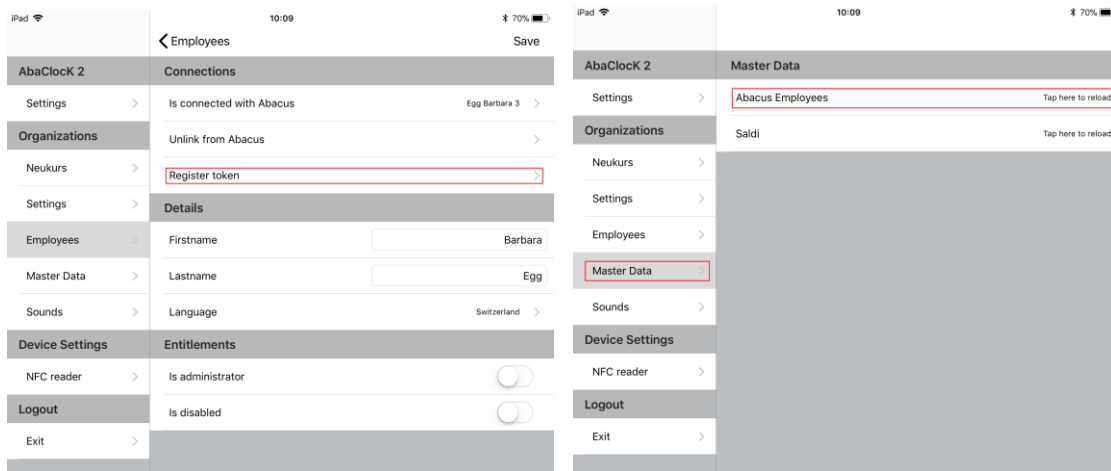 iPad 10:09 70%
Employees Save
AbaClocK 2 Connections
Settings Is connected with Abacus Egg Barbara 3
Organizations Unlink from Abacus
Neukurs Register token
Settings Details
Employees Firstname Barbara
Master Data Lastname Egg
Sounds Language Switzerland
Device Settings Entitlements
NFC reader Is administrator
Logout Is disabled
Exit
iPad 10:09 70%
AbaClocK 2 Master Data
Settings Abacus Employees Tap here to reload
Organizations Saldi Tap here to reload
Neukurs
Settings
Employees
Master Data
Sounds
Device Settings
NFC reader
Logout
Exit